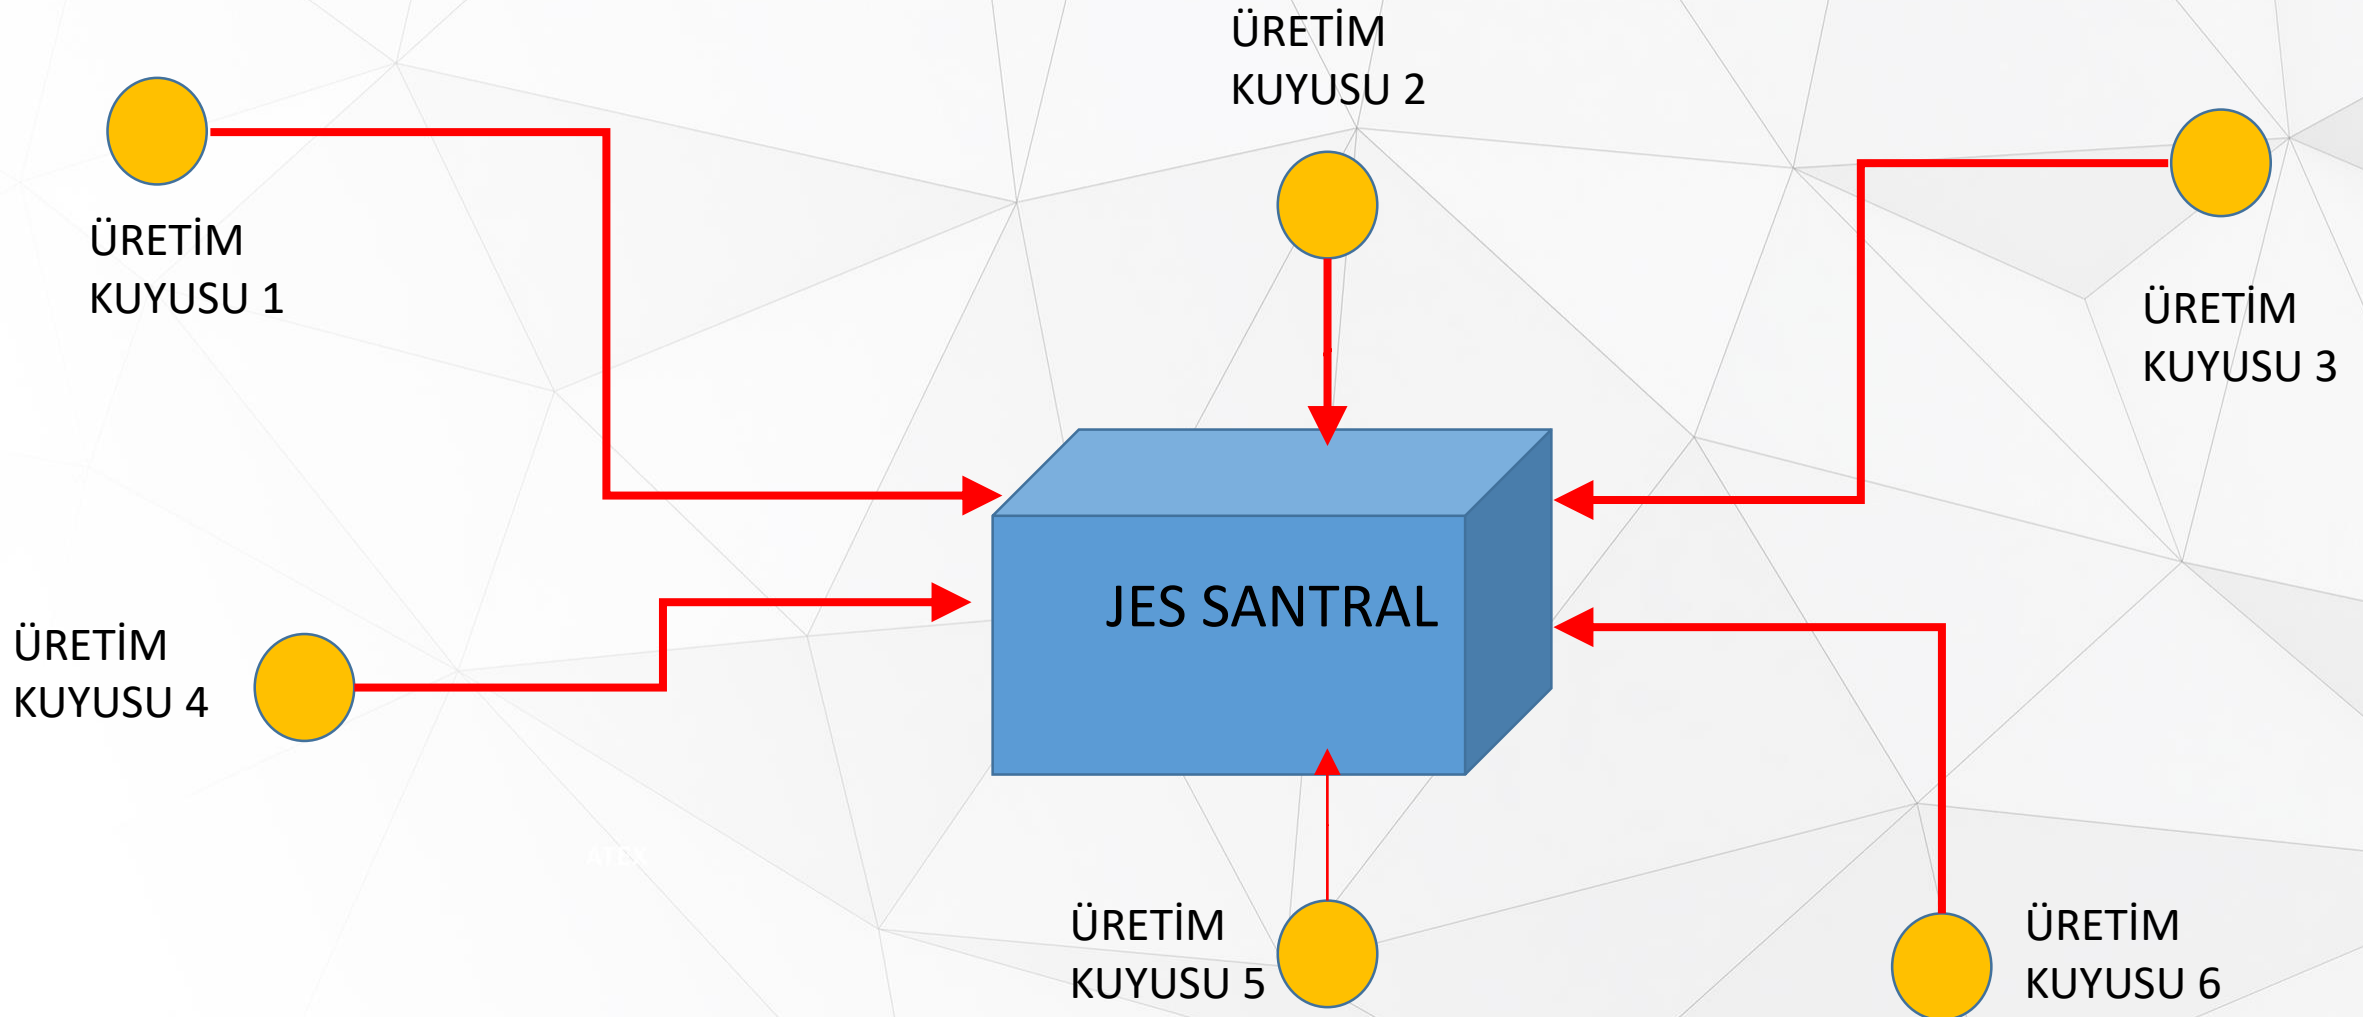 ÜRETİM
KUYUSU 2
ÜRETİM
KUYUSU 1
ÜRETİM
KUYUSU 3
JES SANTRAL
ÜRETİM
KUYUSU 4
ÜRETİM
KUYUSU 5
ÜRETİM
KUYUSU 6